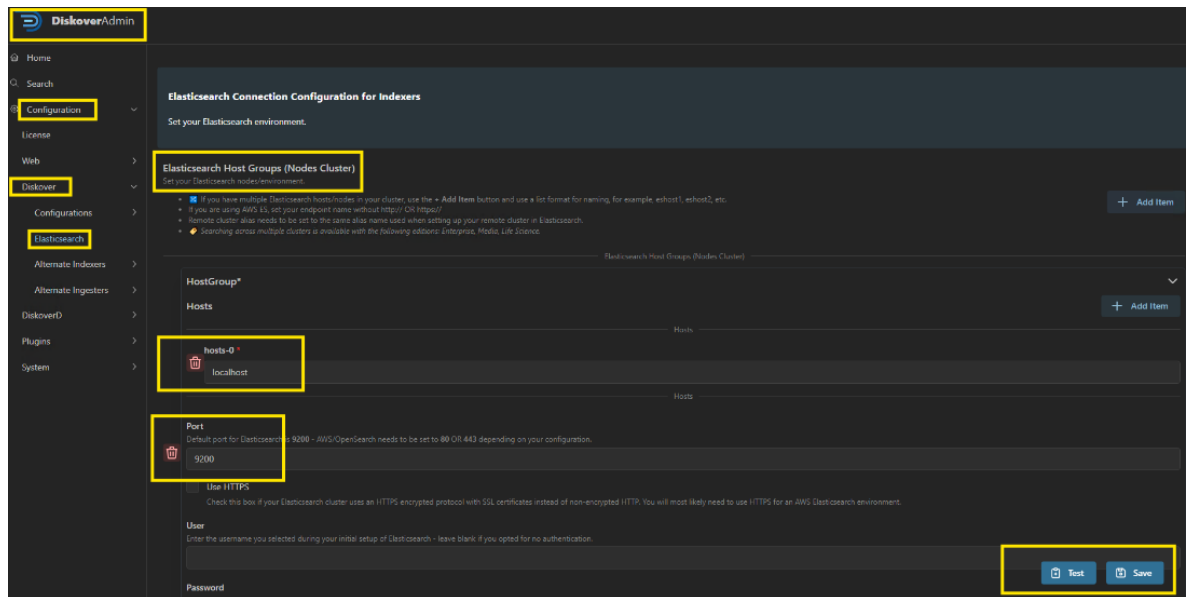 DiskoverAdmin
Home
Search
Configuration
License
Web
Diskover
Configurations
Elasticsearch
Alternate Indexers
Alternate Ingesters
DiskoverD
Plugins
System
Elasticsearch Connection Configuration for Indexers
Set your Elasticsearch environment.
Elasticsearch Host Groups (Nodes Cluster)
Set your Elasticsearch nodes/environment.
If you have multiple Elasticsearch hosts/nodes in your cluster, use the + Add Item button and use a list format for naming, for example, eshost1, eshost2, etc.
If you are using AWS ES, set your endpoint name without http:// OR https://
Remote cluster alias needs to be set to the same alias name used when setting up your remote cluster in Elasticsearch.
Searching across multiple clusters is available with the following editions: Enterprise, Media, Life Science.
+ Add Item
Elasticsearch Host Groups (Nodes Cluster)
HostGroup*
Hosts
+ Add Item
Hosts
hosts-0 *
localhost
Hosts
Port
Default port for Elasticsearch is 9200 - AWS/OpenSearch needs to be set to 80 OR 443 depending on your configuration.
9200
Use HTTPS
Check this box if your Elasticsearch cluster uses an HTTPS encrypted protocol with SSL certificates instead of non-encrypted HTTP. You will most likely need to use HTTPS for an AWS Elasticsearch environment.
User
Enter the username you selected during your initial setup of Elasticsearch - leave blank if you opted for no authentication.
Test
Save
Password